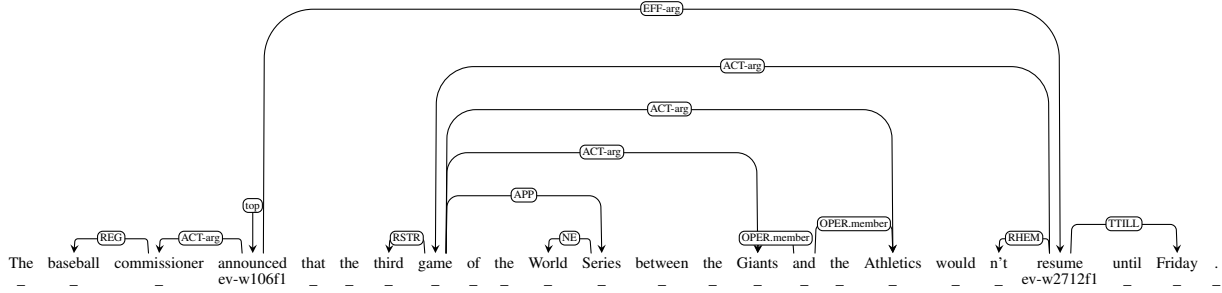 EFF-arg
ACT-arg
ACT-arg
ACT-arg
APP
top
OPER.member
TTILL
REG ACT-arg RSTR NE OPER.member RHEM
The baseball commissioner announced that the third game of the World Series between the Giants and the Athletics would n't resume until Friday .
ev-w106f1 ev-w2712f1
_ _ _ _ _ _ _ _ _ _ _ _ _ _ _ _ _ _ _ _ _ _ _ _